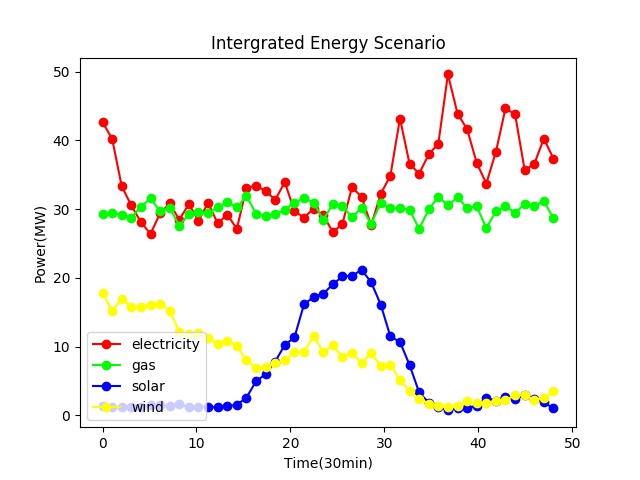 Intergrated Energy Scenario
Power(MW)
50
40
30
20
10
0
electricity
gas
solar
wind
0 10 20 30 40 50
Time(30min)